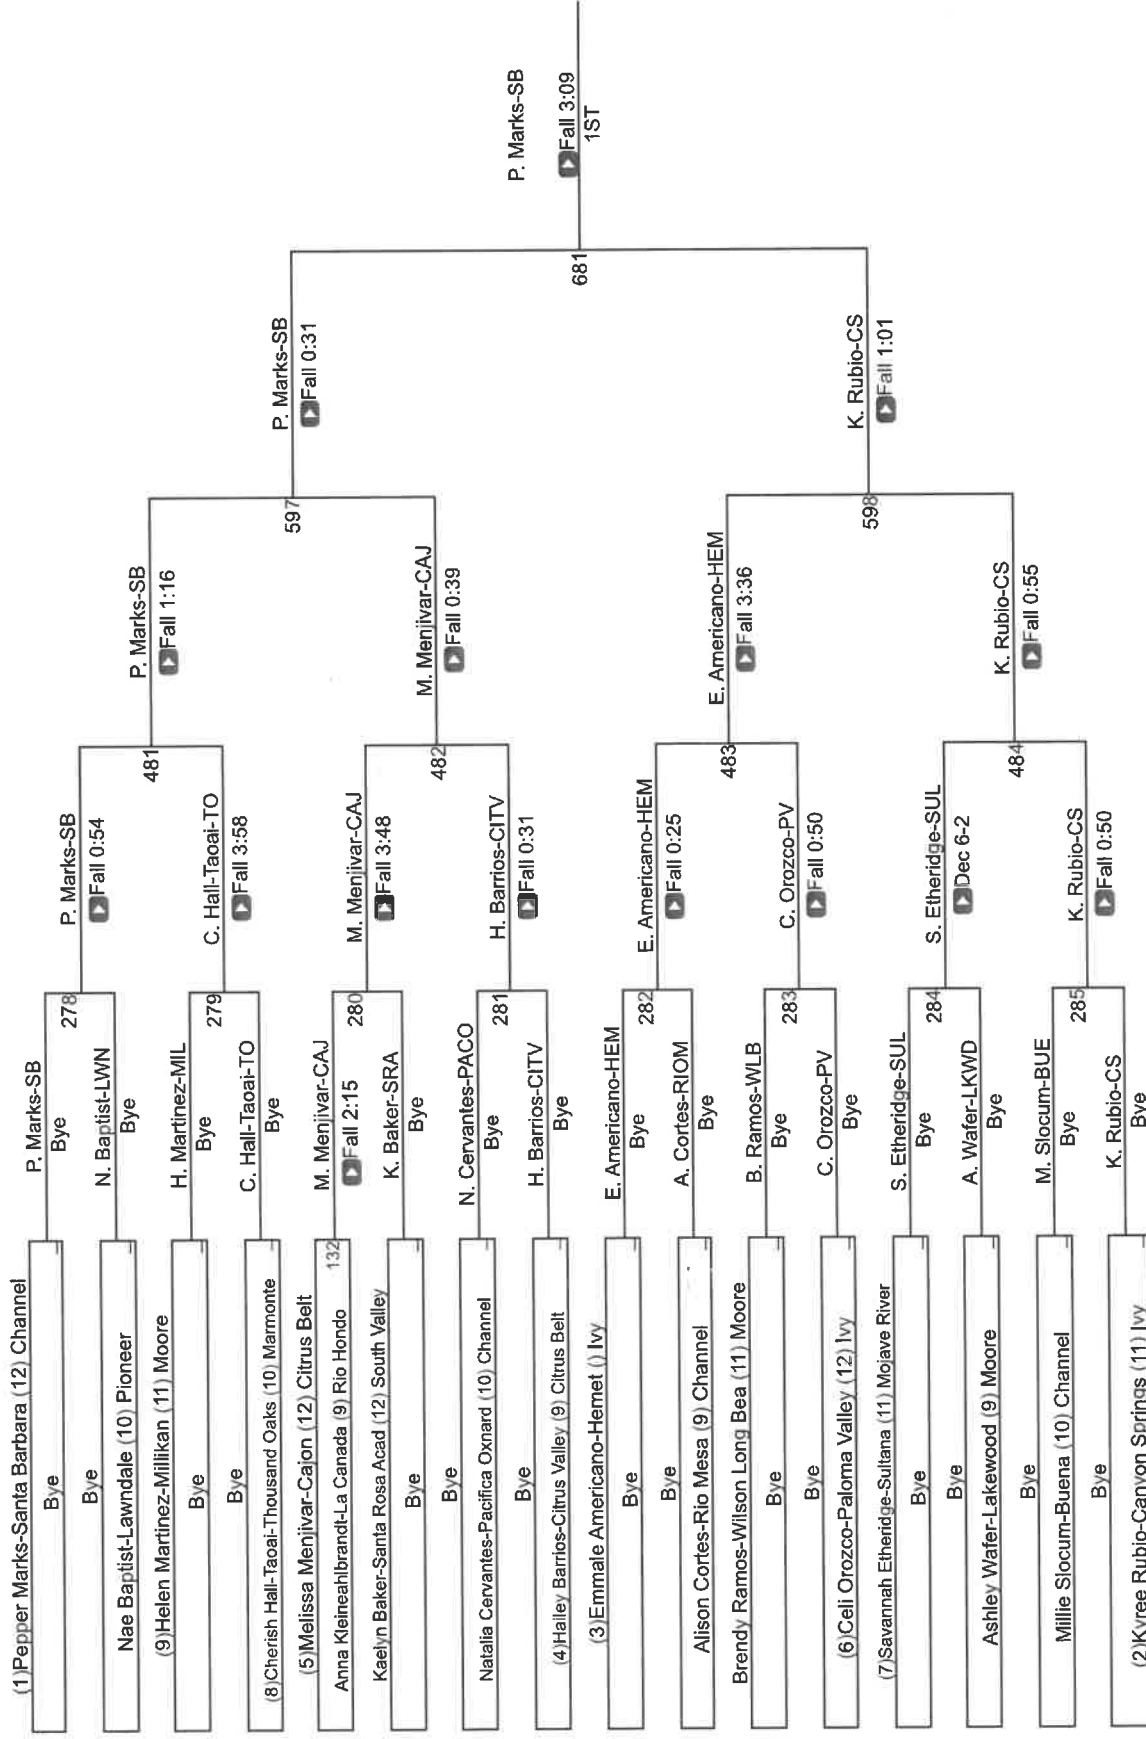 (1)Pepper Marks-Santa Barbara (12) Channel
Bye
Bye
Nae Baptist-Lawndale (10) Pioneer
(9)Helen Martinez-Millikan (11) Moore
Bye
Bye
(8)Cherish Hall-Taoai-Thousand Oaks (10) Marmonte
(5)Melissa Menjivar-Cajon (12) Citrus Belt
132
Anna Kleineahlbrandt-La Canada (9) Rio Hondo
Kaelyn Baker-Santa Rosa Acad (12) South Valley
Bye
Bye
Natalia Cervantes-Pacifica Oxnard (10) Channel
Bye
(4)Hailey Barrios-Citrus Valley (9) Citrus Belt
(3)Emmale Americano-Hemet () Ivy
Bye
Bye
Alison Cortes-Rio Mesa (9) Channel
Brendy Ramos-Wilson Long Bea (11) Moore
Bye
Bye
(6)Celi Orozco-Paloma Valley (12) Ivy
(7)Savannah Etheridge-Sultana (11) Mojave River
Bye
Bye
Ashley Wafer-Lakewood (9) Moore
Bye
Millie Slocum-Buena (10) Channel
Bye
(2)Kyree Rubio-Canyon Springs (11) Ivy
P. Marks-SB
Bye
278
N. Baptist-LWN
Bye
H. Martinez-MIL
Bye
279
C. Hall-Taoai-TO
Bye
M. Menjivar-CAJ
Fall 2:15
280
K. Baker-SRA
Bye
N. Cervantes-PACO
Bye
281
H. Barrios-CITV
Bye
E. Americano-HEM
Bye
282
A. Cortes-RIOM
Bye
B. Ramos-WLB
Bye
283
C. Orozco-PV
Bye
S. Etheridge-SUL
Bye
284
A. Wafer-LKWD
Bye
M. Slocum-BUE
Bye
285
K. Rubio-CS
Bye
P. Marks-SB
Fall 0:54
481
C. Hall-Taoai-TO
Fall 3:58
M. Menjivar-CAJ
Fall 3:48
482
H. Barrios-CITV
Fall 0:31
E. Americano-HEM
Fall 0:25
483
C. Orozco-PV
Fall 0:50
S. Etheridge-SUL
Dec 6-2
484
K. Rubio-CS
Fall 0:50
P. Marks-SB
Fall 1:16
597
M. Menjivar-CAJ
Fall 0:39
E. Americano-HEM
Fall 3:36
598
K. Rubio-CS
Fall 0:55
P. Marks-SB
Fall 0:31
681
K. Rubio-CS
Fall 1:01
P. Marks-SB
Fall 3:09
1ST